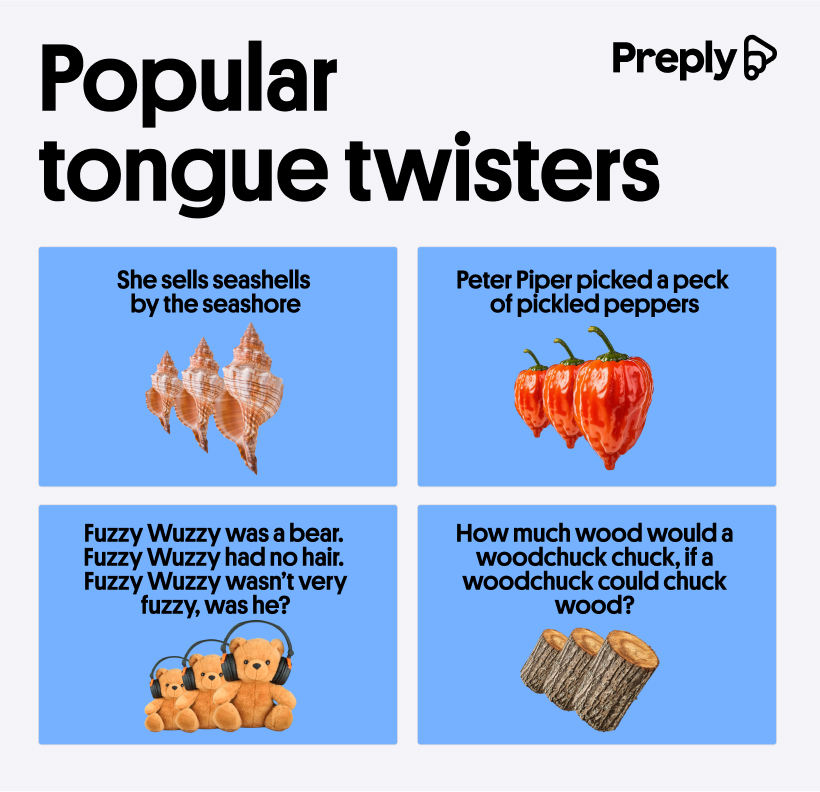 Popular
tongue twisters
Preply
She sells seashells
by the seashore
Peter Piper picked a peck
of pickled peppers
Fuzzy Wuzzy was a bear.
Fuzzy Wuzzy had no hair.
Fuzzy Wuzzy wasn't very
fuzzy, was he?
How much wood would a
woodchuck chuck, if a
woodchuck could chuck
wood?